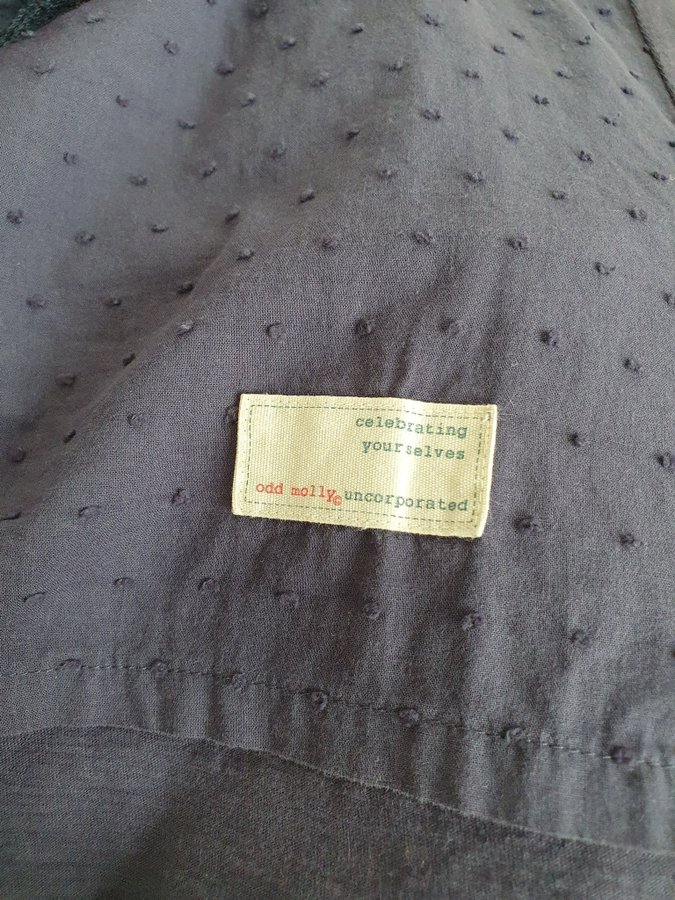 celebrating
yourselves
odd molly© uncorporated